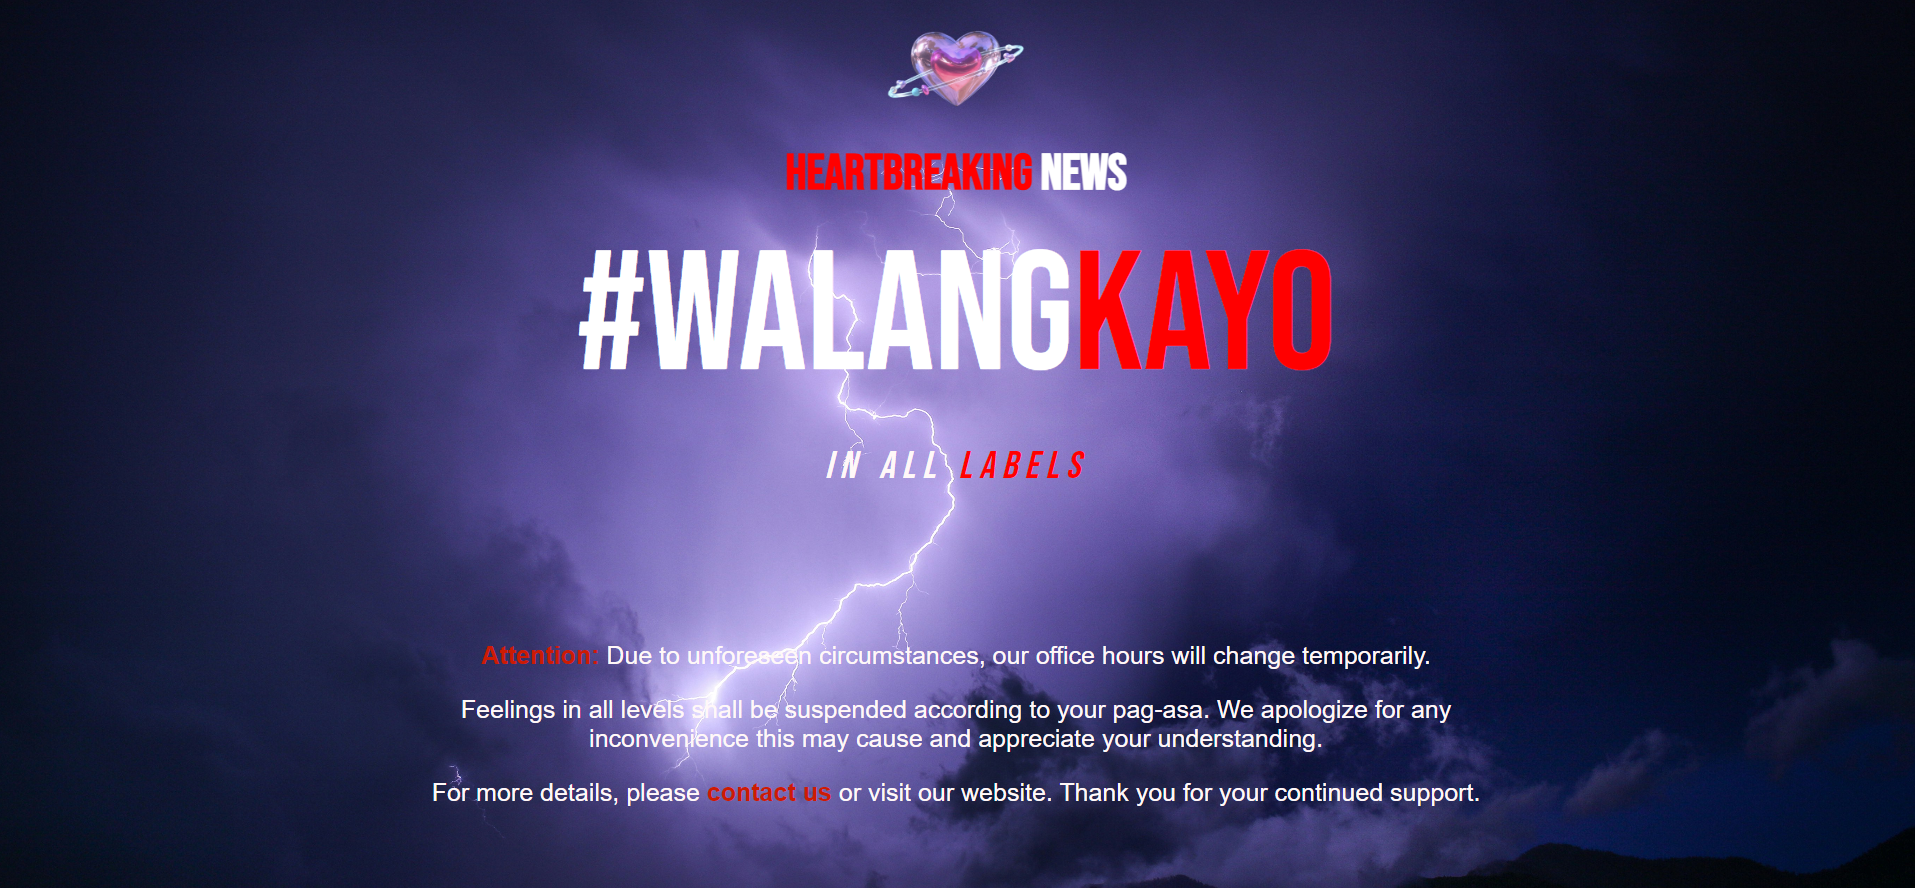 HEARTBREAKING NEWS
#WALANGKAYO
IN ALL LABELS
Attention: Due to unforeseen circumstances, our office hours will change temporarily.
Feelings in all levels shall be suspended according to your pag-asa. We apologize for any
inconvenience this may cause and appreciate your understanding.
For more details, please contact us or visit our website. Thank you for your continued support.